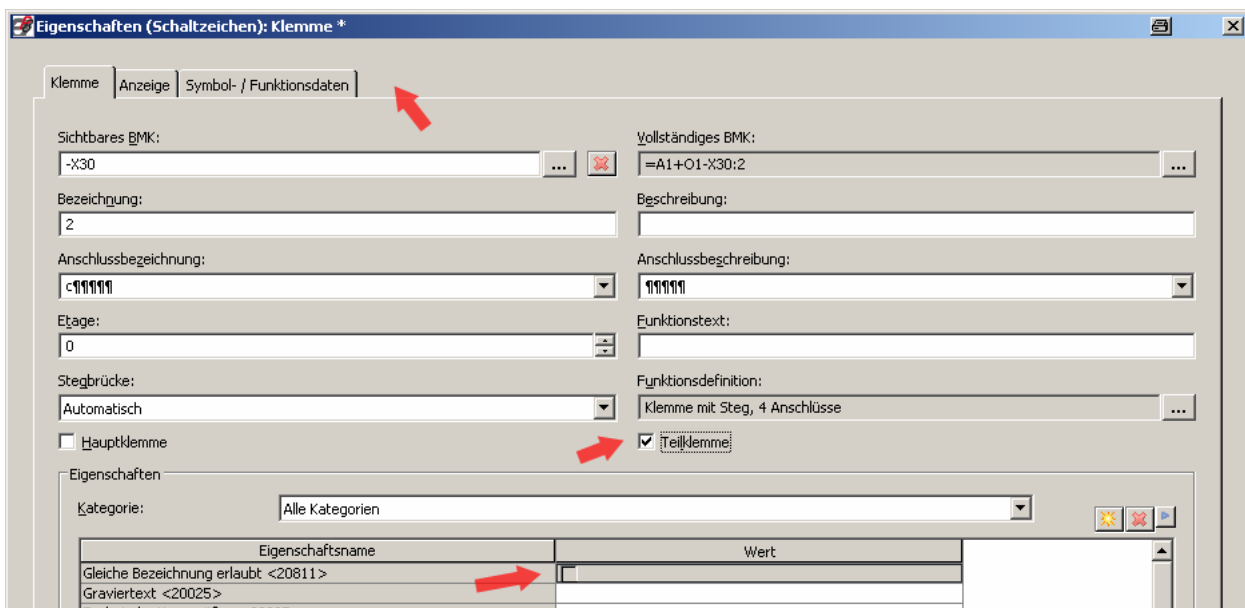 Eigenschaften (Schaltzeichen): Klemme *
Klemme Anzeige Symbol- / Funktionsdaten
Sichtbares BMK: Vollständiges BMK:
-X30 ... =A1+O1-X30:2 ...
Bezeichnung: Beschreibung:
2
Anschlussbezeichnung: Anschlussbeschreibung:
c¶¶¶¶¶ ¶¶¶¶¶
Etage: Funktionstext:
0
Stegbrücke: Funktionsdefinition:
Automatisch Klemme mit Steg, 4 Anschlüsse ...
Hauptklemme Teilklemme
Eigenschaften
Kategorie: Alle Kategorien
Eigenschaftsname Wert
Gleiche Bezeichnung erlaubt <20811>
Graviertext <20025>